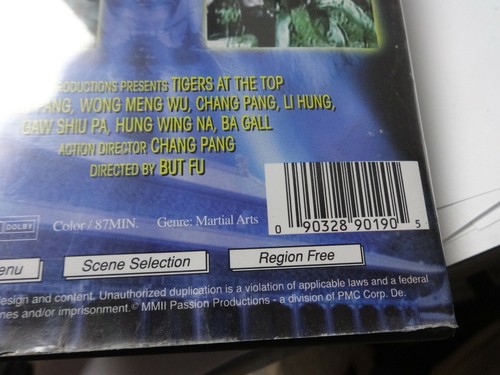 PRODUCTIONS PRESENTS TIGERS AT THE TOP
WONG MENG WU, CHANG PANG, LI HUNG,
GAW SHIU PA, HUNG WING NA, BA GALL
ACTION DIRECTOR CHANG PANG
DIRECTED BY BUT FU
DOLBY Color / 87MIN. Genre: Martial Arts
0 90328 90190 5
enu Scene Selection Region Free
design and content. Unauthorized duplication is a violation of applicable laws and a federal
nes and/or imprisonment. © MMII Passion Productions - a division of PMC Corp. De.